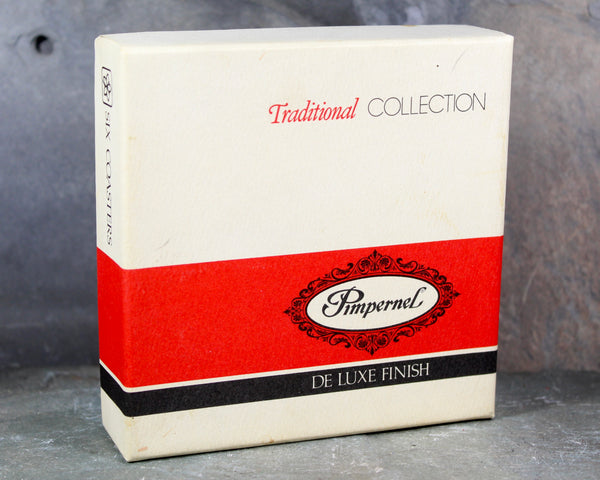 Traditional COLLECTION
SIX COASTERS
Pimpernel
DE LUXE FINISH